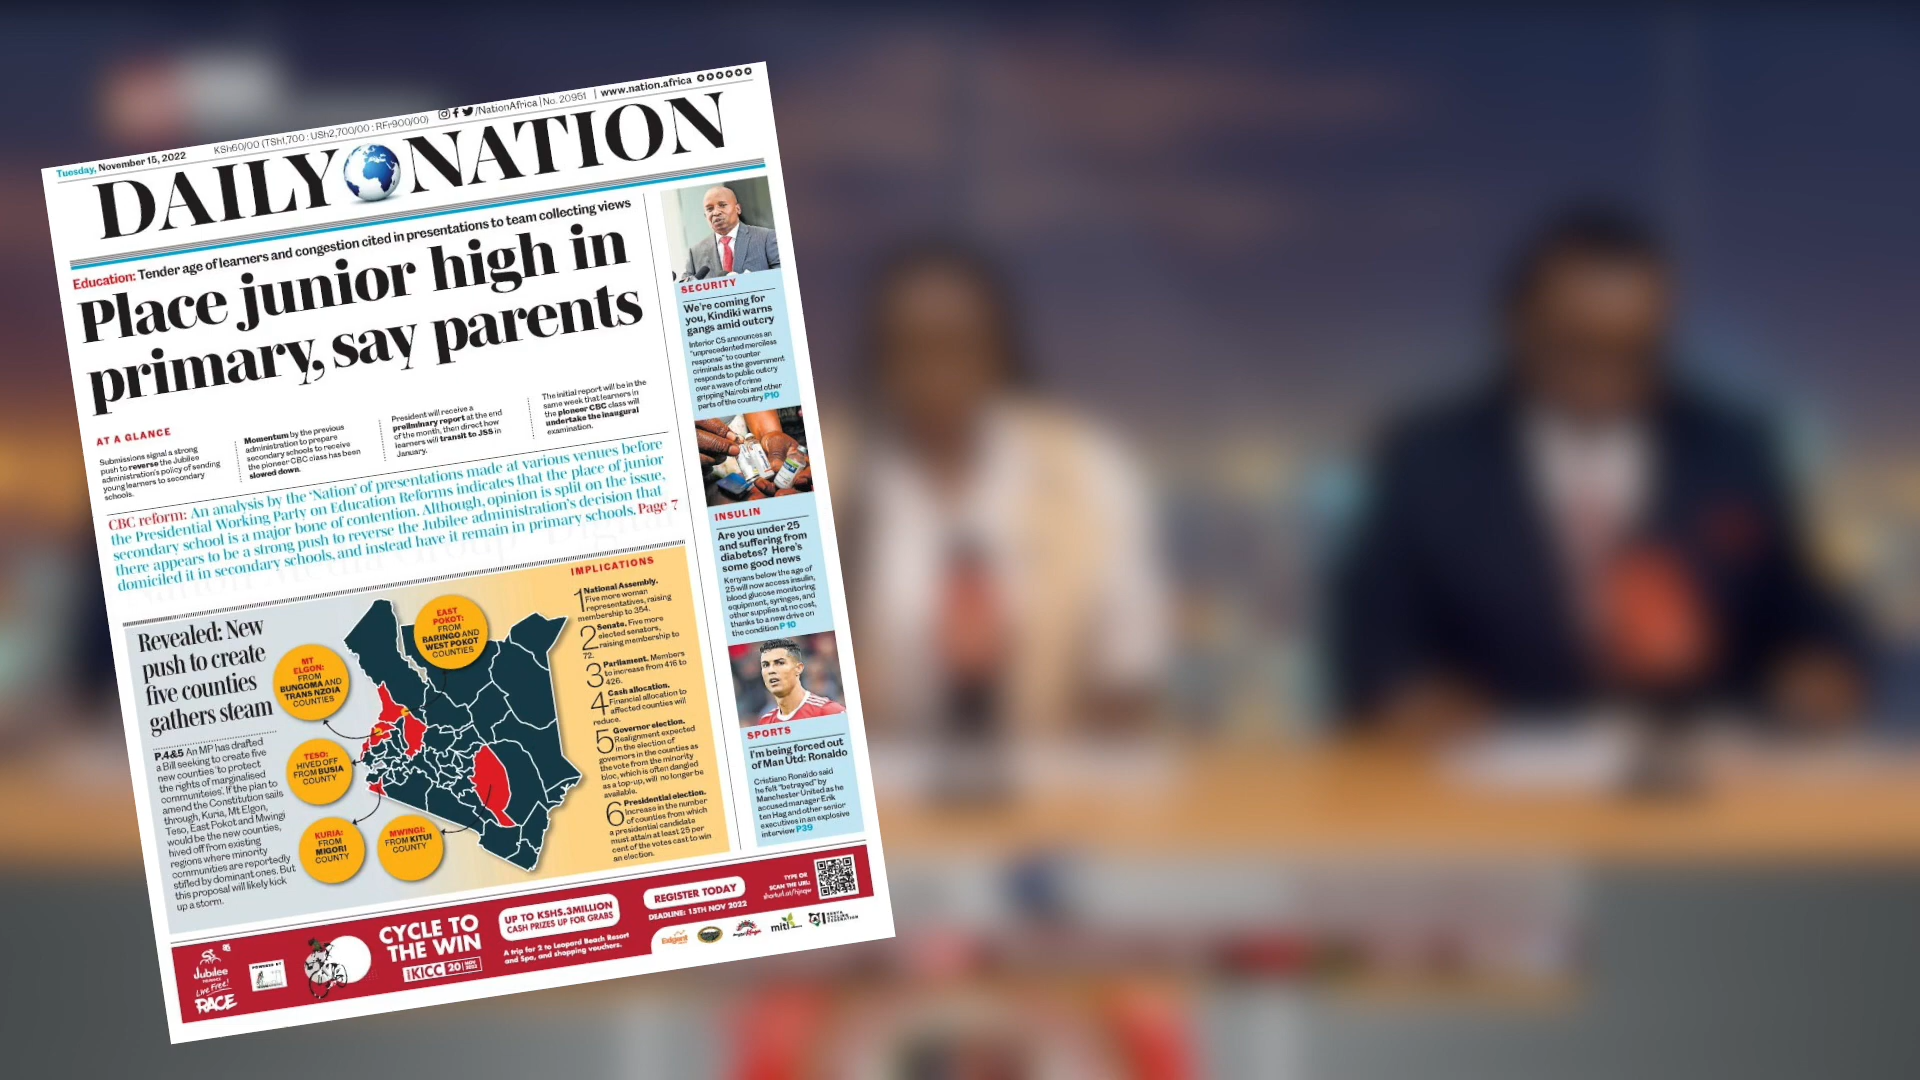 Tuesday, November 15, 2022
KSh60/00 (TSh1,700 : USh2,700/00 : RFr900/00)
/NationAfrica | No. 20951 | www.nation.africa
DAILY NATION
Education: Tender age of learners and congestion cited in presentations to team collecting views
Place junior high in
primary, say parents
AT A GLANCE
Submissions signal a strong
push to reverse the Jubilee
administration's policy of sending
young learners to secondary
schools.
Momentum by the previous
administration to prepare
secondary schools to receive
the pioneer CBC class has been
slowed down.
President will receive a
preliminary report at the end
of the month, then direct how
learners will transit to JSS in
January.
The initial report will be in the
same week that learners in
the pioneer CBC class will
undertake the inaugural
examination.
CBC reform: An analysis by the 'Nation' of presentations made at various venues before
the Presidential Working Party on Education Reforms indicates that the place of junior
secondary school is a major bone of contention. Although, opinion is split on the issue,
there appears to be a strong push to reverse the Jubilee administration's decision that
domiciled it in secondary schools, and instead have it remain in primary schools. Page 7
Revealed: New
push to create
five counties
gathers steam
P.4&5 An MP has drafted
a Bill seeking to create five
new counties 'to protect
the rights of marginalised
communiteies'. If the plan to
amend the Constitution sails
through, Kuria, Mt Elgon,
Teso, East Pokot and Mwingi
would be the new counties,
hived off from existing
regions where minority
communities are reportedly
stifled by dominant ones. But
this proposal will likely kick
up a storm.
EAST
POKOT:
FROM
BARINGO AND
WEST POKOT
COUNTIES
MT
ELGON:
FROM
BUNGOMA AND
TRANS NZOIA
COUNTIES
TESO:
HIVED OFF
FROM BUSIA
COUNTY
KURIA:
FROM
MIGORI
COUNTY
MWINGI:
FROM KITUI
COUNTY
IMPLICATIONS
1 National Assembly.
Five more woman
representatives, raising
membership to 354.
2 Senate. Five more
elected senators,
raising membership to
72.
3 Parliament. Members
to increase from 416 to
426.
4 Cash allocation.
Financial allocation to
affected counties will
reduce.
5 Governor election.
Realignment expected
in the election of
governors in the counties as
the vote from the minority
bloc, which is often dangled
as a top-up, will no longer be
available.
6 Presidential election.
Increase in the number
of counties from which
a presidential candidate
must attain at least 25 per
cent of the votes cast to win
an election.
SECURITY
We're coming for
you, Kindiki warns
gangs amid outcry
Interior CS announces an
"unprecedented merciless
response" to counter
criminals as the government
responds to public outcry
over a wave of crime
gripping Nairobi and other
parts of the country P10
INSULIN
Are you under 25
and suffering from
diabetes? Here's
some good news
Kenyans below the age of
25 will now access insulin,
blood glucose monitoring
equipment, syringes, and
other supplies at no cost,
thanks to a new drive on
the condition P10
SPORTS
I'm being forced out
of Man Utd: Ronaldo
Cristiano Ronaldo said
he felt "betrayed" by
Manchester United as he
accused manager Erik
ten Hag and other senior
executives in an explosive
interview P39
Jubilee
Live Free!
RACE
POWERED BY
CYCLE TO
THE WIN
KICC 20 NOV 2022
UP TO KSHS.3MILLION
CASH PRIZES UP FOR GRABS
A trip for 2 to Leopard Beach Resort
and Spa, and shopping vouchers.
REGISTER TODAY
DEADLINE: 15TH NOV 2022
TYPE OR
SCAN THE URL: